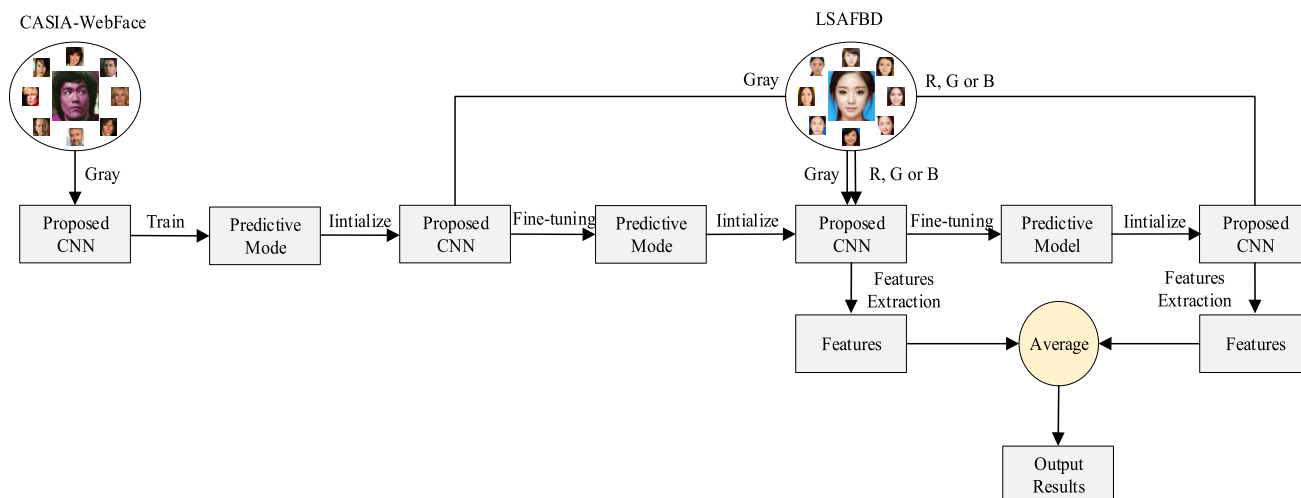 CASIA-WebFace
LSAFBD
Gray
R, G or B
Gray
Gray
R, G or B
Proposed
CNN
Train
Predictive
Mode
Iintialize
Proposed
CNN
Fine-tuning
Predictive
Mode
Iintialize
Proposed
CNN
Fine-tuning
Predictive
Model
Iintialize
Proposed
CNN
Features
Extraction
Features
Extraction
Features
Average
Features
Output
Results